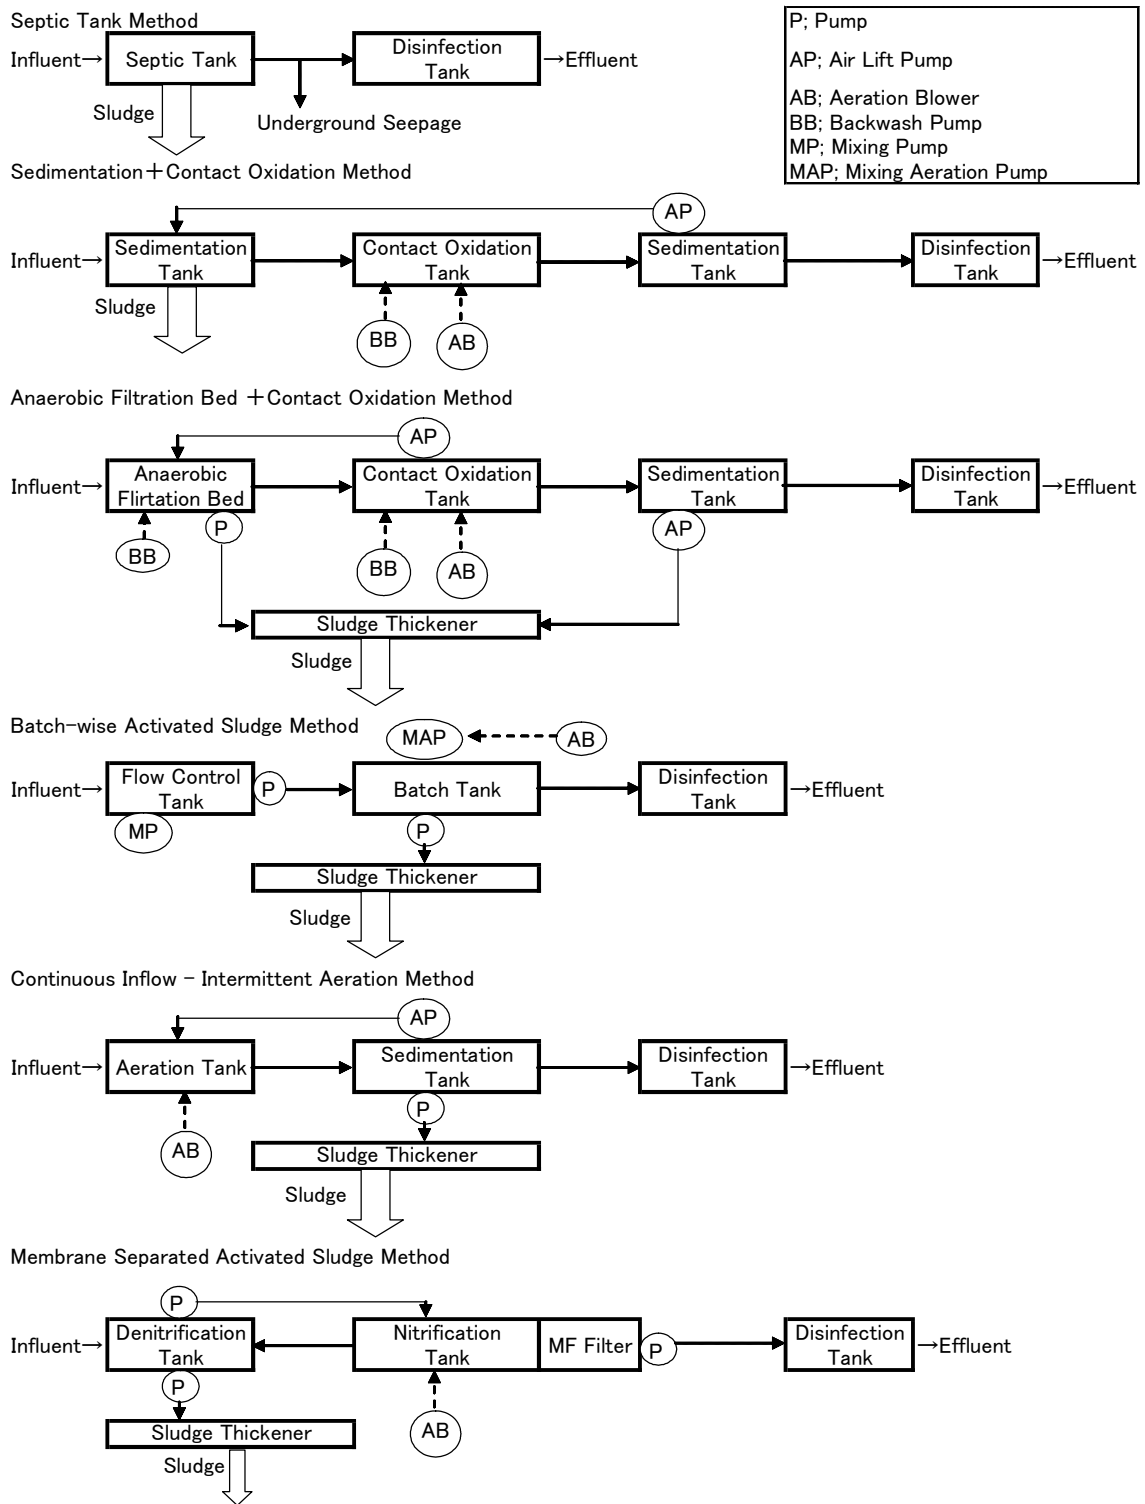 Septic Tank Method
Influent→
Septic Tank
Disinfection
Tank
→Effluent
Sludge
Underground Seepage
P; Pump
AP; Air Lift Pump
AB; Aeration Blower
BB; Backwash Pump
MP; Mixing Pump
MAP; Mixing Aeration Pump
Sedimentation＋Contact Oxidation Method
AP
Influent→
Sedimentation
Tank
Contact Oxidation
Tank
Sedimentation
Tank
Disinfection
Tank
→Effluent
Sludge
BB
AB
Anaerobic Filtration Bed ＋Contact Oxidation Method
AP
Influent→
Anaerobic
Flirtation Bed
Contact Oxidation
Tank
Sedimentation
Tank
Disinfection
Tank
→Effluent
BB
P
BB
AB
AP
Sludge Thickener
Sludge
Batch-wise Activated Sludge Method
MAP
AB
Influent→
Flow Control
Tank
P
Batch Tank
Disinfection
Tank
→Effluent
MP
P
Sludge Thickener
Sludge
Continuous Inflow - Intermittent Aeration Method
AP
Influent→
Aeration Tank
Sedimentation
Tank
Disinfection
Tank
→Effluent
AB
P
Sludge Thickener
Sludge
Membrane Separated Activated Sludge Method
P
Influent→
Denitrification
Tank
Nitrification
Tank
MF Filter
P
Disinfection
Tank
→Effluent
P
AB
Sludge Thickener
Sludge